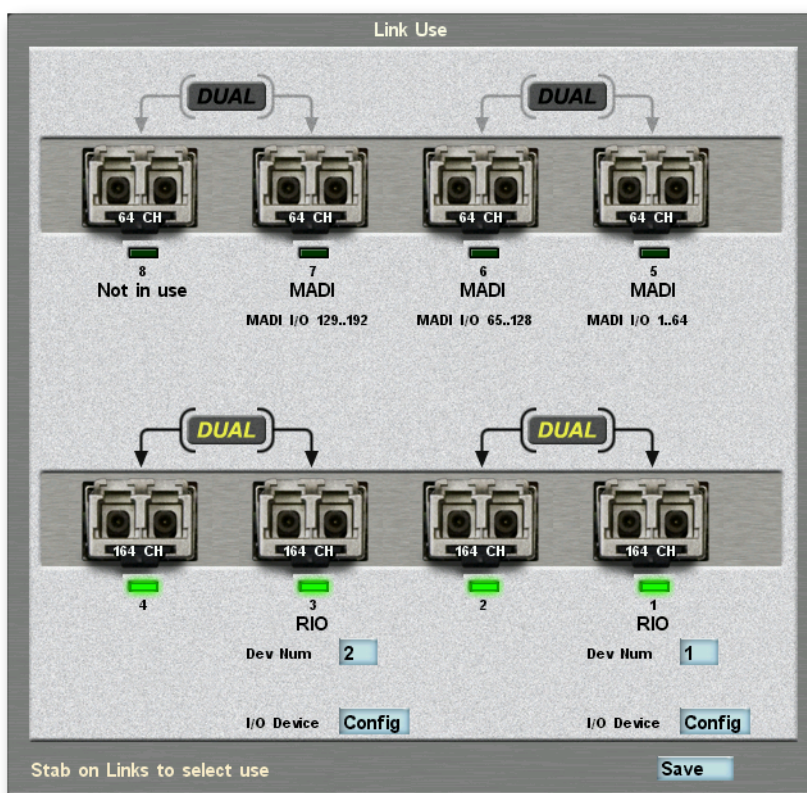 Link Use
DUAL DUAL
64 CH 64 CH 64 CH 64 CH
8 7 6 5
Not in use MADI MADI MADI
MADI I/O 129..192 MADI I/O 65..128 MADI I/O 1..64
DUAL DUAL
164 CH 164 CH 164 CH 164 CH
4 3 2 1
RIO RIO
Dev Num 2 Dev Num 1
I/O Device Config I/O Device Config
Stab on Links to select use Save